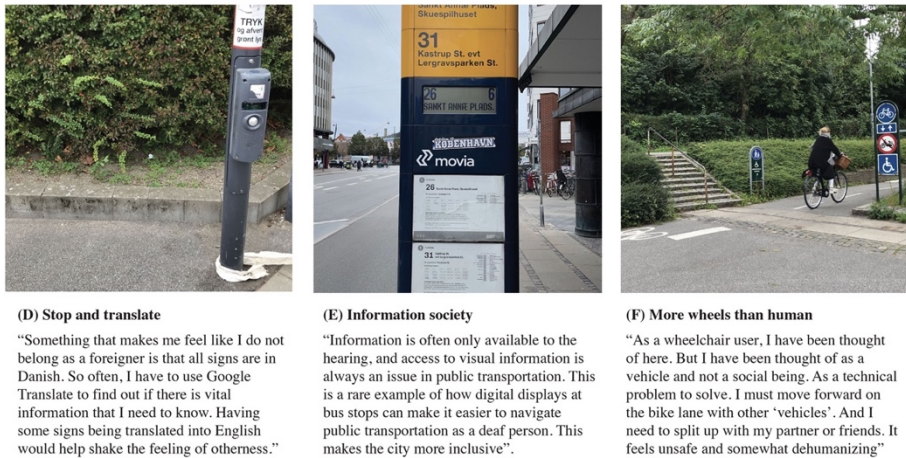 TRYK
og afvent
grønt lys
Sankt Annæ Plads,
Skuespilhuset
31
Kastrup St. evt
Lergravsparken St.
26 6
SANKT ANNÆ PLADS.
KØBENHAVN
movia
26
31
(D) Stop and translate
“Something that makes me feel like I do not
belong as a foreigner is that all signs are in
Danish. So often, I have to use Google
Translate to find out if there is vital
information that I need to know. Having
some signs being translated into English
would help shake the feeling of otherness.”
(E) Information society
“Information is often only available to the
hearing, and access to visual information is
always an issue in public transportation. This
is a rare example of how digital displays at
bus stops can make it easier to navigate
public transportation as a deaf person. This
makes the city more inclusive”.
(F) More wheels than human
“As a wheelchair user, I have been thought
of here. But I have been thought of as a
vehicle and not a social being. As a technical
problem to solve. I must move forward on
the bike lane with other ‘vehicles’. And I
need to split up with my partner or friends. It
feels unsafe and somewhat dehumanizing”